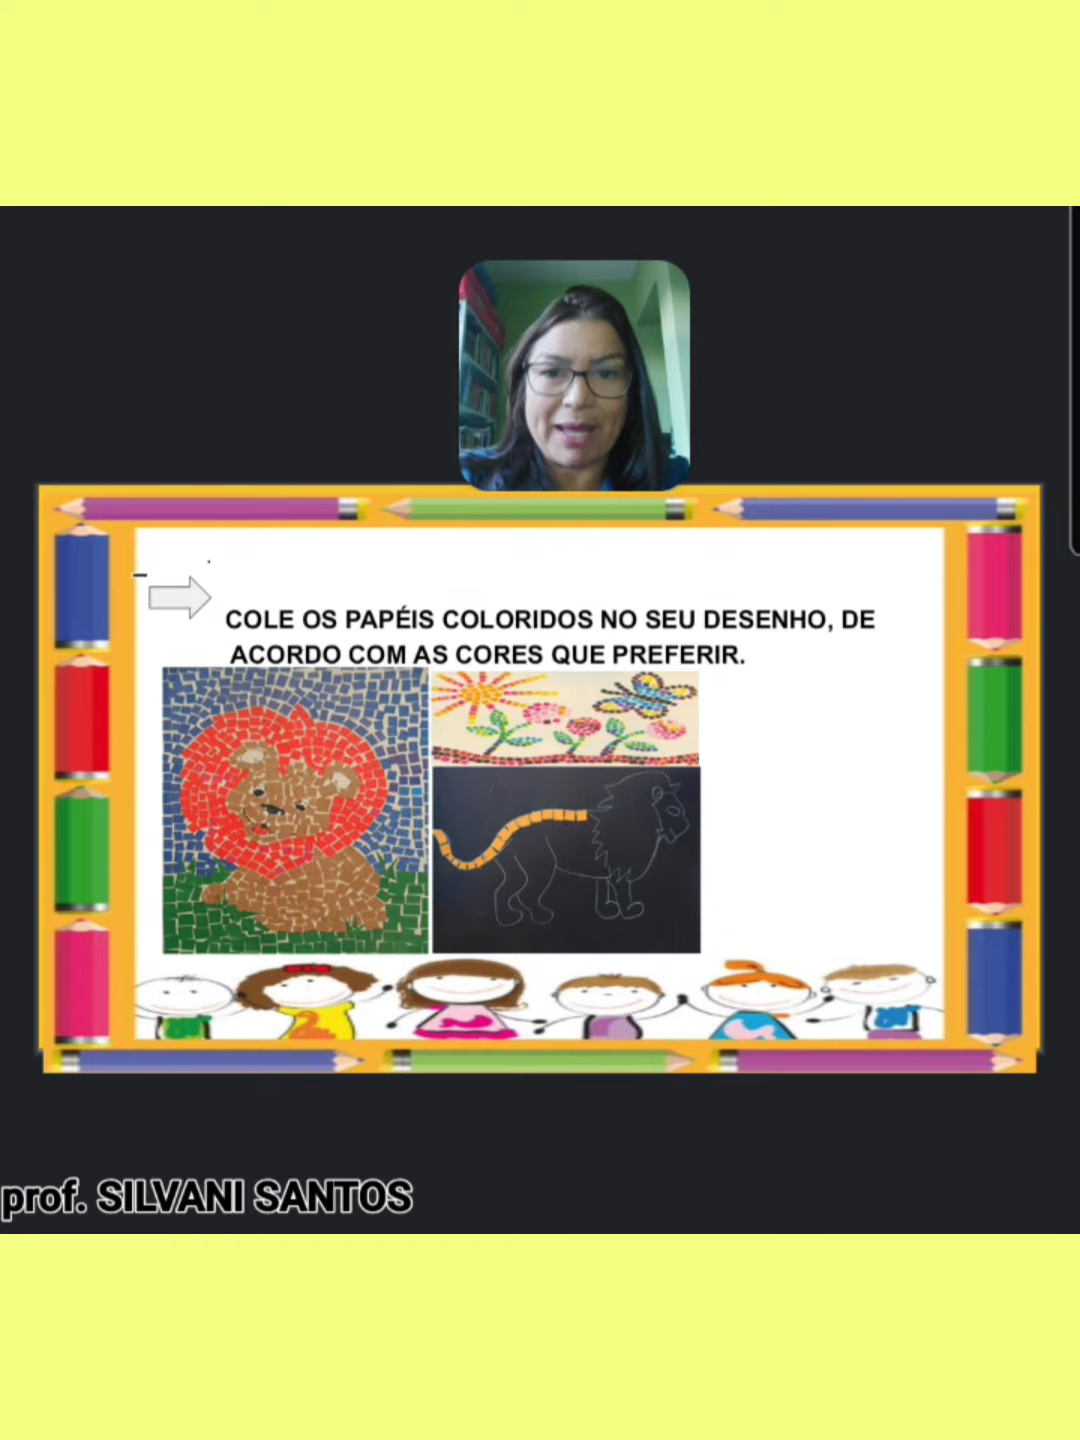 COLE OS PAPÉIS COLORIDOS NO SEU DESENHO, DE
ACORDO COM AS CORES QUE PREFERIR.
prof. SILVANI SANTOS